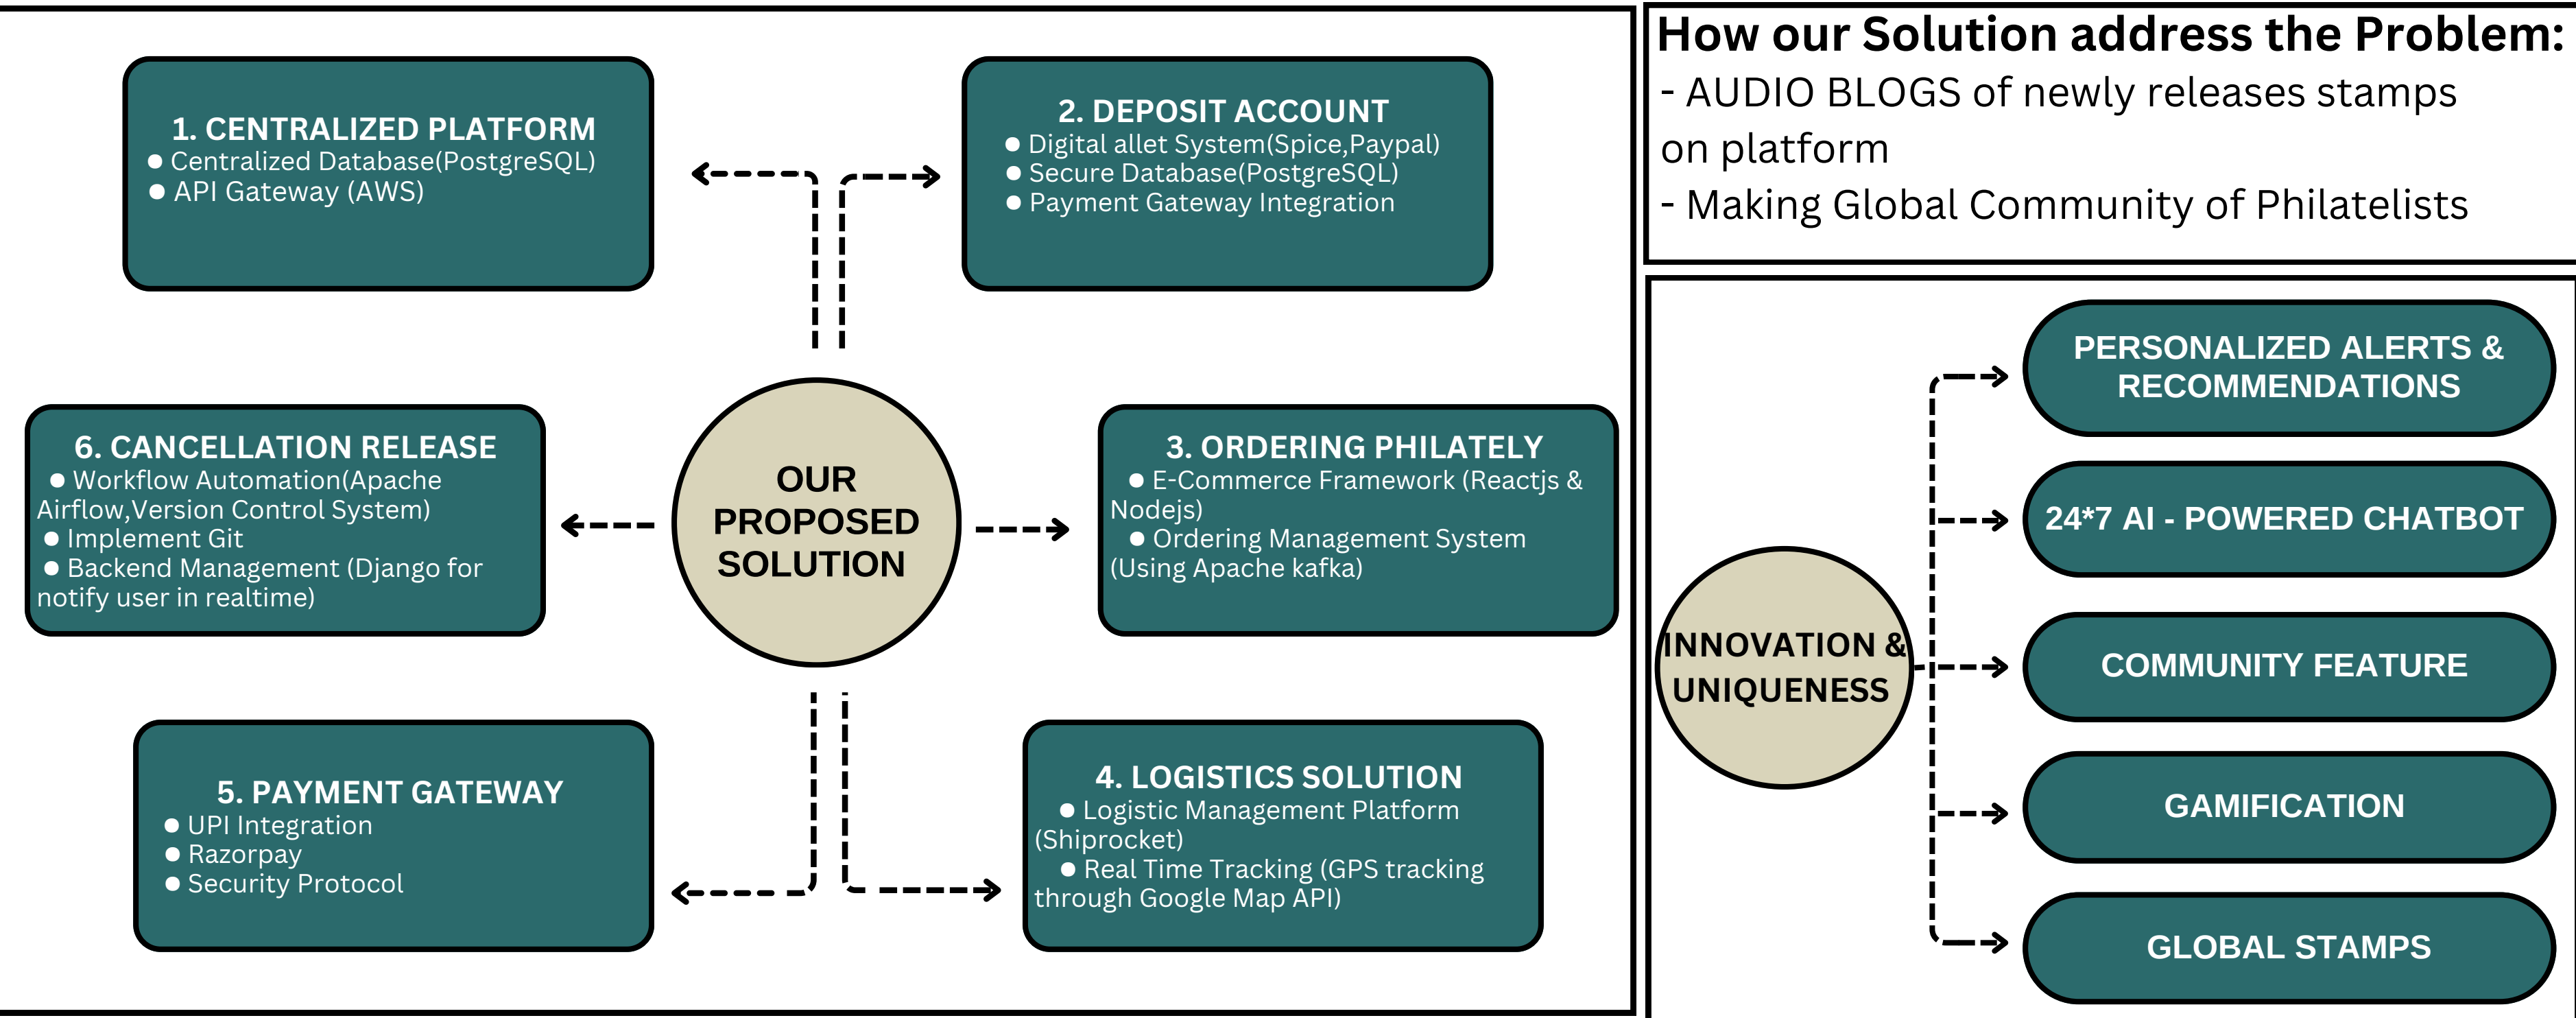 1. CENTRALIZED PLATFORM
● Centralized Database(PostgreSQL)
● API Gateway (AWS)
2. DEPOSIT ACCOUNT
● Digital allet System(Spice,Paypal)
● Secure Database(PostgreSQL)
● Payment Gateway Integration
6. CANCELLATION RELEASE
● Workflow Automation(Apache
Airflow,Version Control System)
● Implement Git
● Backend Management (Django for
notify user in realtime)
OUR
PROPOSED
SOLUTION
3. ORDERING PHILATELY
● E-Commerce Framework (Reactjs &
Nodejs)
● Ordering Management System
(Using Apache kafka)
5. PAYMENT GATEWAY
● UPI Integration
● Razorpay
● Security Protocol
4. LOGISTICS SOLUTION
● Logistic Management Platform
(Shiprocket)
● Real Time Tracking (GPS tracking
through Google Map API)
How our Solution address the Problem:
- AUDIO BLOGS of newly releases stamps
on platform
- Making Global Community of Philatelists
INNOVATION &
UNIQUENESS
PERSONALIZED ALERTS &
RECOMMENDATIONS
24*7 AI - POWERED CHATBOT
COMMUNITY FEATURE
GAMIFICATION
GLOBAL STAMPS